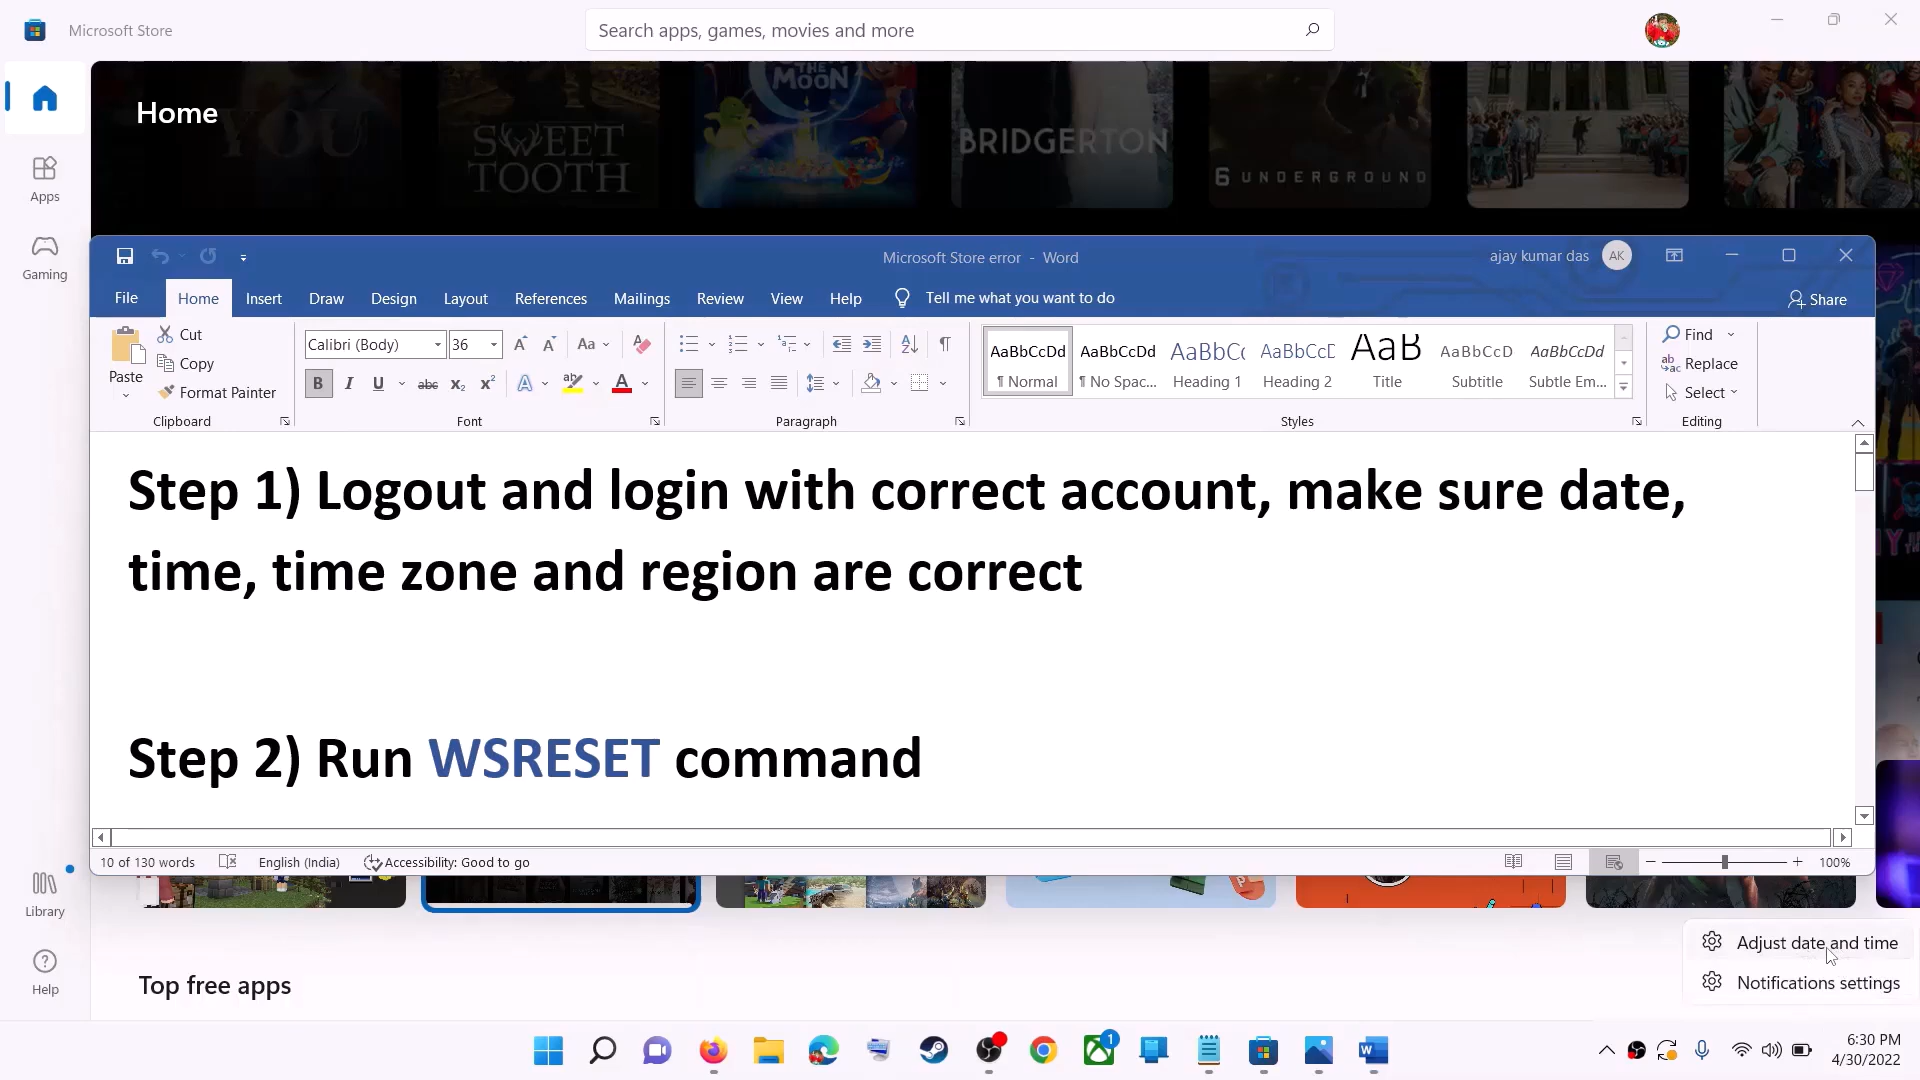 Microsoft Store
Search apps, games, movies and more
Home
YOU
SWEET
TOOTH
THE
MOON
BRIDGERTON
6 UNDERGROUND
Apps
Gaming
Microsoft Store error - Word
ajay kumar das
AK
File
Home
Insert
Draw
Design
Layout
References
Mailings
Review
View
Help
Tell me what you want to do
Share
Paste
Cut
Copy
Format Painter
Clipboard
Calibri (Body)
36
Font
Paragraph
AaBbCcDd
¶ Normal
AaBbCcDd
¶ No Spac...
AaBbCc
Heading 1
AaBbCcD
Heading 2
AaB
Title
AaBbCcD
Subtitle
AaBbCcDd
Subtle Em...
Styles
Find
Replace
Select
Editing
Step 1) Logout and login with correct account, make sure date,
time, time zone and region are correct
Step 2) Run WSRESET command
10 of 130 words
English (India)
Accessibility: Good to go
100%
Library
Help
Top free apps
Adjust date and time
Notifications settings
1
6:30 PM
4/30/2022